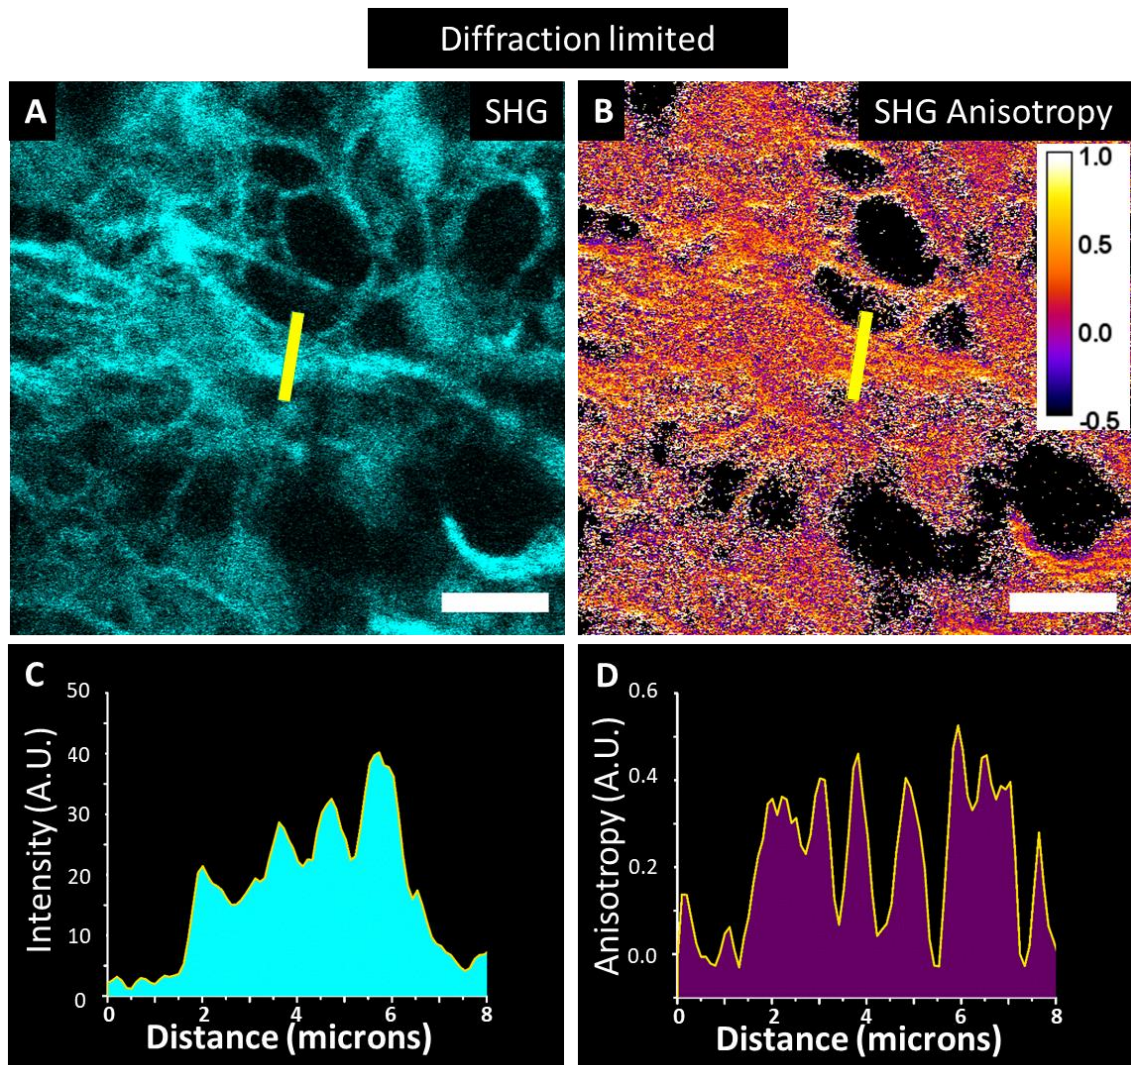 Diffraction limited
A SHG
B SHG Anisotropy
1.0
0.5
0.0
-0.5
C
50
40
30
20
10
0
Intensity (A.U.)
0 2 4 6 8
Distance (microns)
D
0.6
0.4
0.2
0.0
Anisotropy (A.U.)
0 2 4 6 8
Distance (microns)